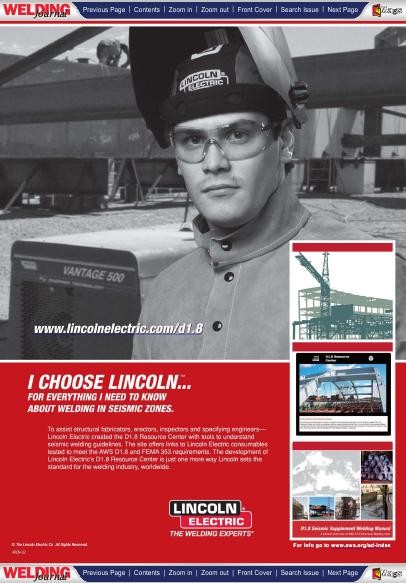 WELDING Journal
Previous Page | Contents | Zoom in | Zoom out | Front Cover | Search Issue | Next Page
LINCOLN
ELECTRIC
VANTAGE 500
www.lincolnelectric.com/d1.8
I CHOOSE LINCOLN™...
FOR EVERYTHING I NEED TO KNOW
ABOUT WELDING IN SEISMIC ZONES.
To assist structural fabricators, erectors, inspectors and specifying engineers—
Lincoln Electric created the D1.8 Resource Center with tools to understand
seismic welding guidelines. The site offers links to Lincoln Electric consumables
tested to meet the AWS D1.8 and FEMA 353 requirements. The development of
Lincoln Electric's D1.8 Resource Center is just one more way Lincoln sets the
standard for the welding industry, worldwide.
D1.8 Resource
Center
D1.8 Seismic Supplement Welding Manual
LINCOLN
ELECTRIC
THE WELDING EXPERTS®
© The Lincoln Electric Co. All Rights Reserved.
For info go to www.aws.org/ad-index
WELDING Journal
Previous Page | Contents | Zoom in | Zoom out | Front Cover | Search Issue | Next Page